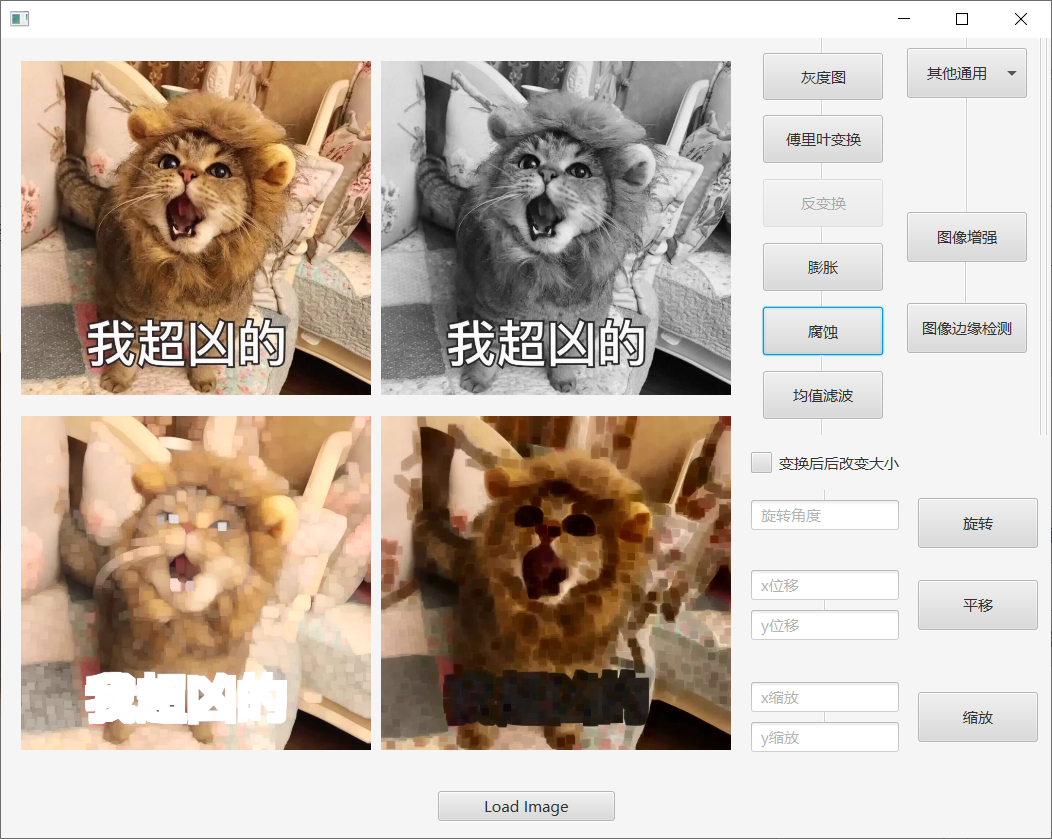 我超凶的
我超凶的
我超凶的
灰度图
其他通用
傅里叶变换
反变换
图像增强
膨胀
腐蚀
图像边缘检测
均值滤波
变换后后改变大小
旋转角度
旋转
x位移
平移
y位移
x缩放
缩放
y缩放
Load Image